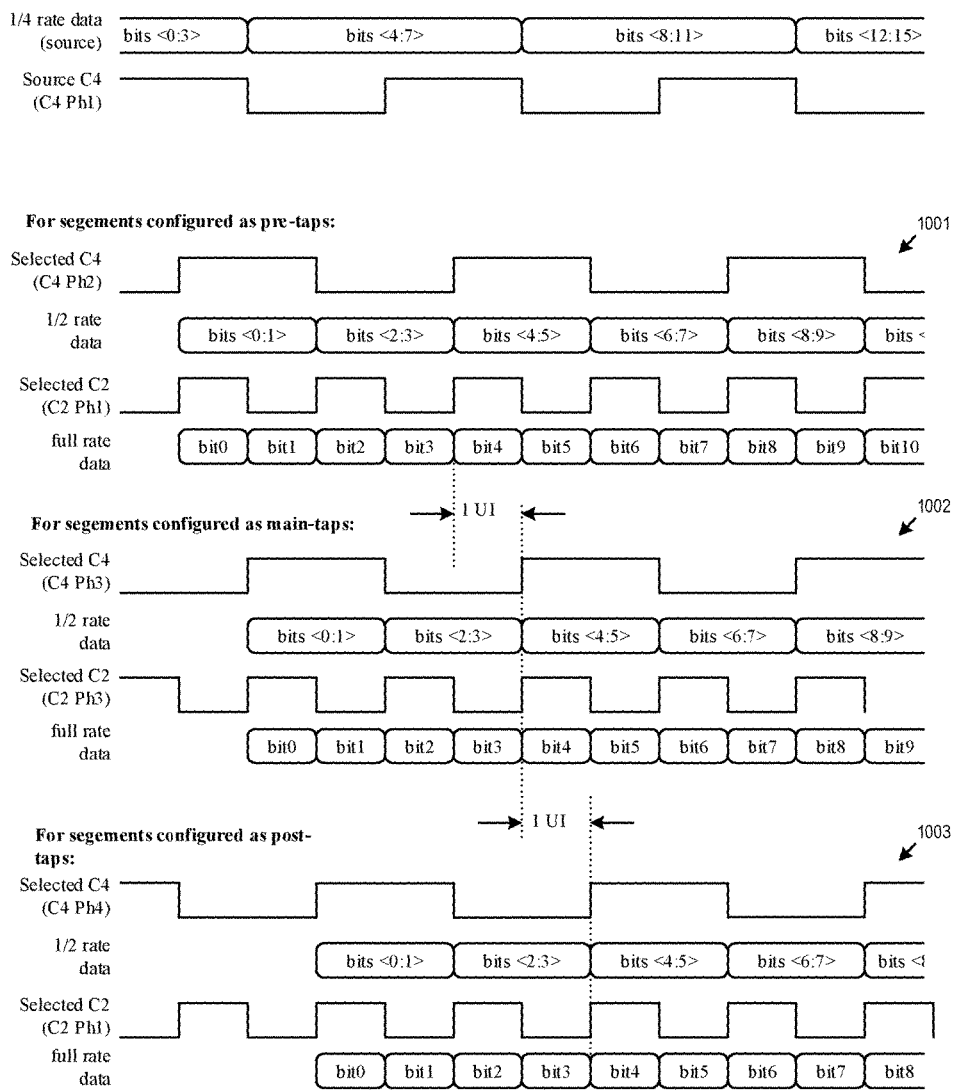 1/4 rate data
(source)
bits <0:3>
bits <4:7>
bits <8:11>
bits <12:15>
Source C4
(C4 Ph1)
For segements configured as pre-taps:
1001
Selected C4
(C4 Ph2)
1/2 rate
data
bits <0:1>
bits <2:3>
bits <4:5>
bits <6:7>
bits <8:9>
bits <
Selected C2
(C2 Ph1)
full rate
data
bit0
bit1
bit2
bit3
bit4
bit5
bit6
bit7
bit8
bit9
bit10
1 UI
For segements configured as main-taps:
1002
Selected C4
(C4 Ph3)
1/2 rate
data
bits <0:1>
bits <2:3>
bits <4:5>
bits <6:7>
bits <8:9>
Selected C2
(C2 Ph3)
full rate
data
bit0
bit1
bit2
bit3
bit4
bit5
bit6
bit7
bit8
bit9
1 UI
For segements configured as post-
taps:
1003
Selected C4
(C4 Ph4)
1/2 rate
data
bits <0:1>
bits <2:3>
bits <4:5>
bits <6:7>
bits <8
Selected C2
(C2 Ph1)
full rate
data
bit0
bit1
bit2
bit3
bit4
bit5
bit6
bit7
bit8